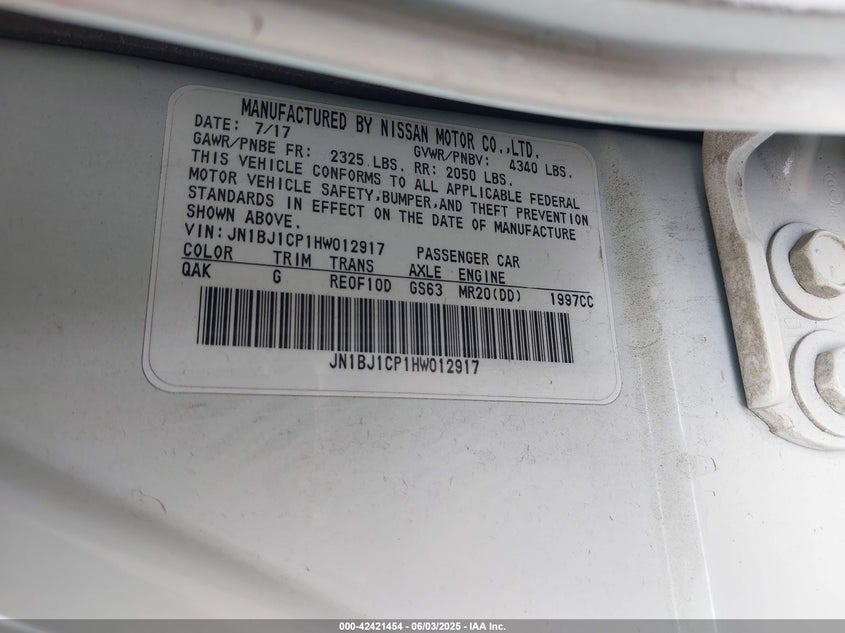 MANUFACTURED BY NISSAN MOTOR CO.,LTD.
DATE: 7/17 GVWR/PNBV: 4340 LBS.
GAWR/PNBE FR: 2325 LBS. RR: 2050 LBS.
THIS VEHICLE CONFORMS TO ALL APPLICABLE FEDERAL
MOTOR VEHICLE SAFETY,BUMPER,AND THEFT PREVENTION
STANDARDS IN EFFECT ON THE DATE OF MANUFACTURE
SHOWN ABOVE.
VIN:JN1BJ1CP1HW012917 PASSENGER CAR
COLOR TRIM TRANS AXLE ENGINE
QAK G RE0F10D GS63 MR20(DD) 1997CC
JN1BJ1CP1HW012917
000-42421454 - 06/03/2025 - IAA Inc.